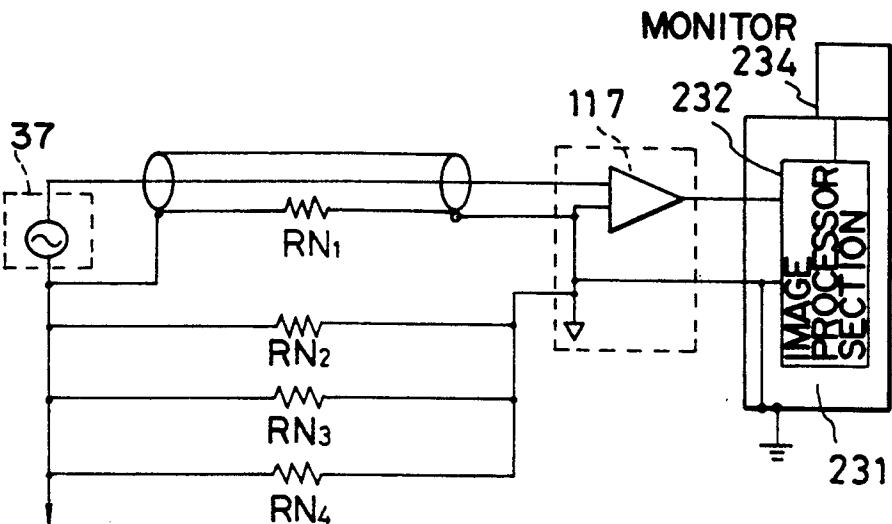 MONITOR
234
232
117
37
RN1
RN2
RN3
RN4
IMAGE
PROCESSOR
SECTION
231